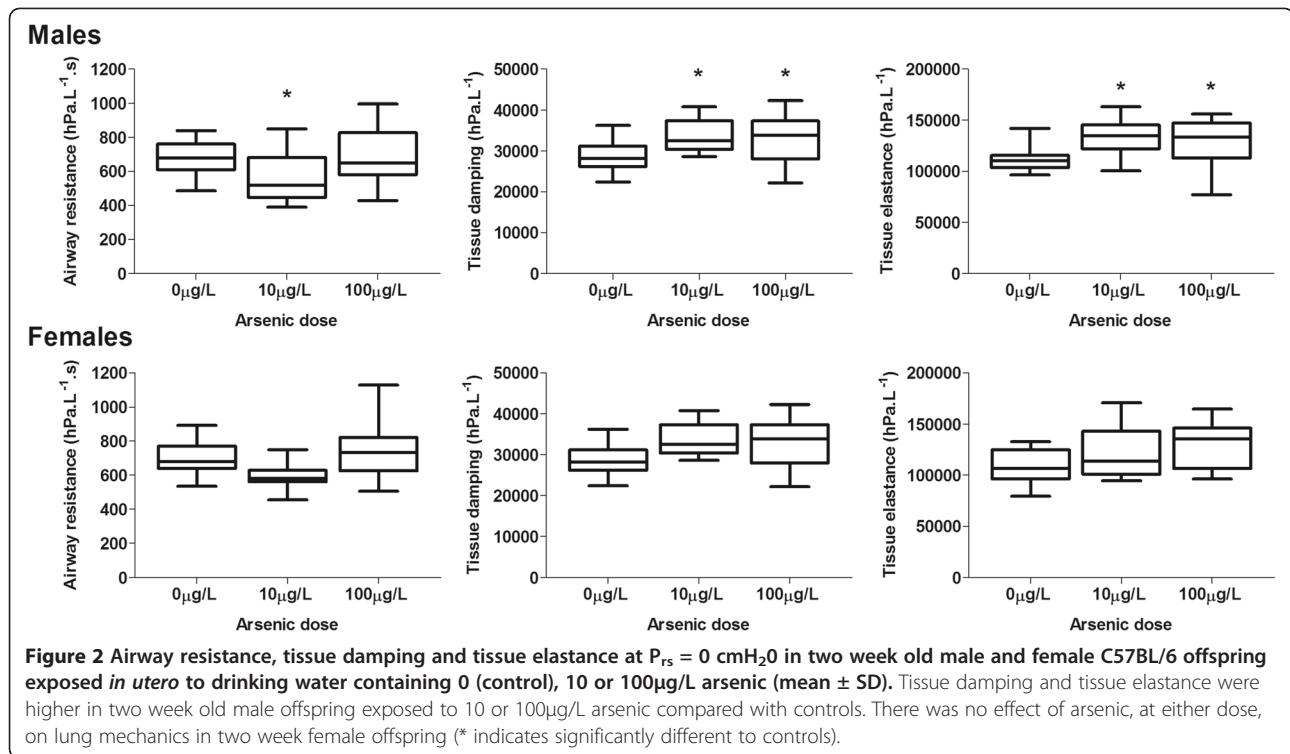 Males
Airway resistance (hPa.L⁻¹.s)
1200
1000
800
600
400
200
0
0µg/L 10µg/L 100µg/L
Arsenic dose
Tissue damping (hPa.L⁻¹)
50000
40000
30000
20000
10000
0
* *
0µg/L 10µg/L 100µg/L
Arsenic dose
Tissue elastance (hPa.L⁻¹)
200000
150000
100000
50000
0
* *
0µg/L 10µg/L 100µg/L
Arsenic dose
*
Females
Airway resistance (hPa.L⁻¹.s)
1200
1000
800
600
400
200
0
0µg/L 10µg/L 100µg/L
Arsenic dose
Tissue damping (hPa.L⁻¹)
50000
40000
30000
20000
10000
0
0µg/L 10µg/L 100µg/L
Arsenic dose
Tissue elastance (hPa.L⁻¹)
200000
150000
100000
50000
0
0µg/L 10µg/L 100µg/L
Arsenic dose
Figure 2 Airway resistance, tissue damping and tissue elastance at Prs = 0 cmH₂0 in two week old male and female C57BL/6 offspring
exposed in utero to drinking water containing 0 (control), 10 or 100µg/L arsenic (mean ± SD). Tissue damping and tissue elastance were
higher in two week old male offspring exposed to 10 or 100µg/L arsenic compared with controls. There was no effect of arsenic, at either dose,
on lung mechanics in two week female offspring (* indicates significantly different to controls).